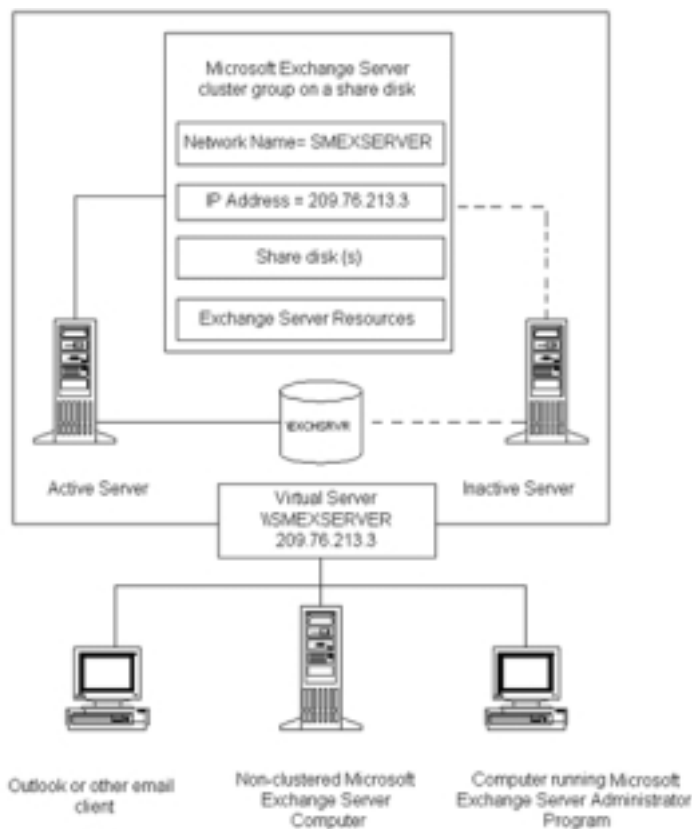 Microsoft Exchange Server
cluster group on a share disk
Network Name= SMEXSERVER
IP Address = 209.76.213.3
Share disk (s)
Exchange Server Resources
\EXCHSRVR
Active Server
Inactive Server
Virtual Server
\\SMEXSERVER
209.76.213.3
Outlook or other email
client
Non-clustered Microsoft
Exchange Server
Computer
Computer running Microsoft
Exchange Server Administrator
Program